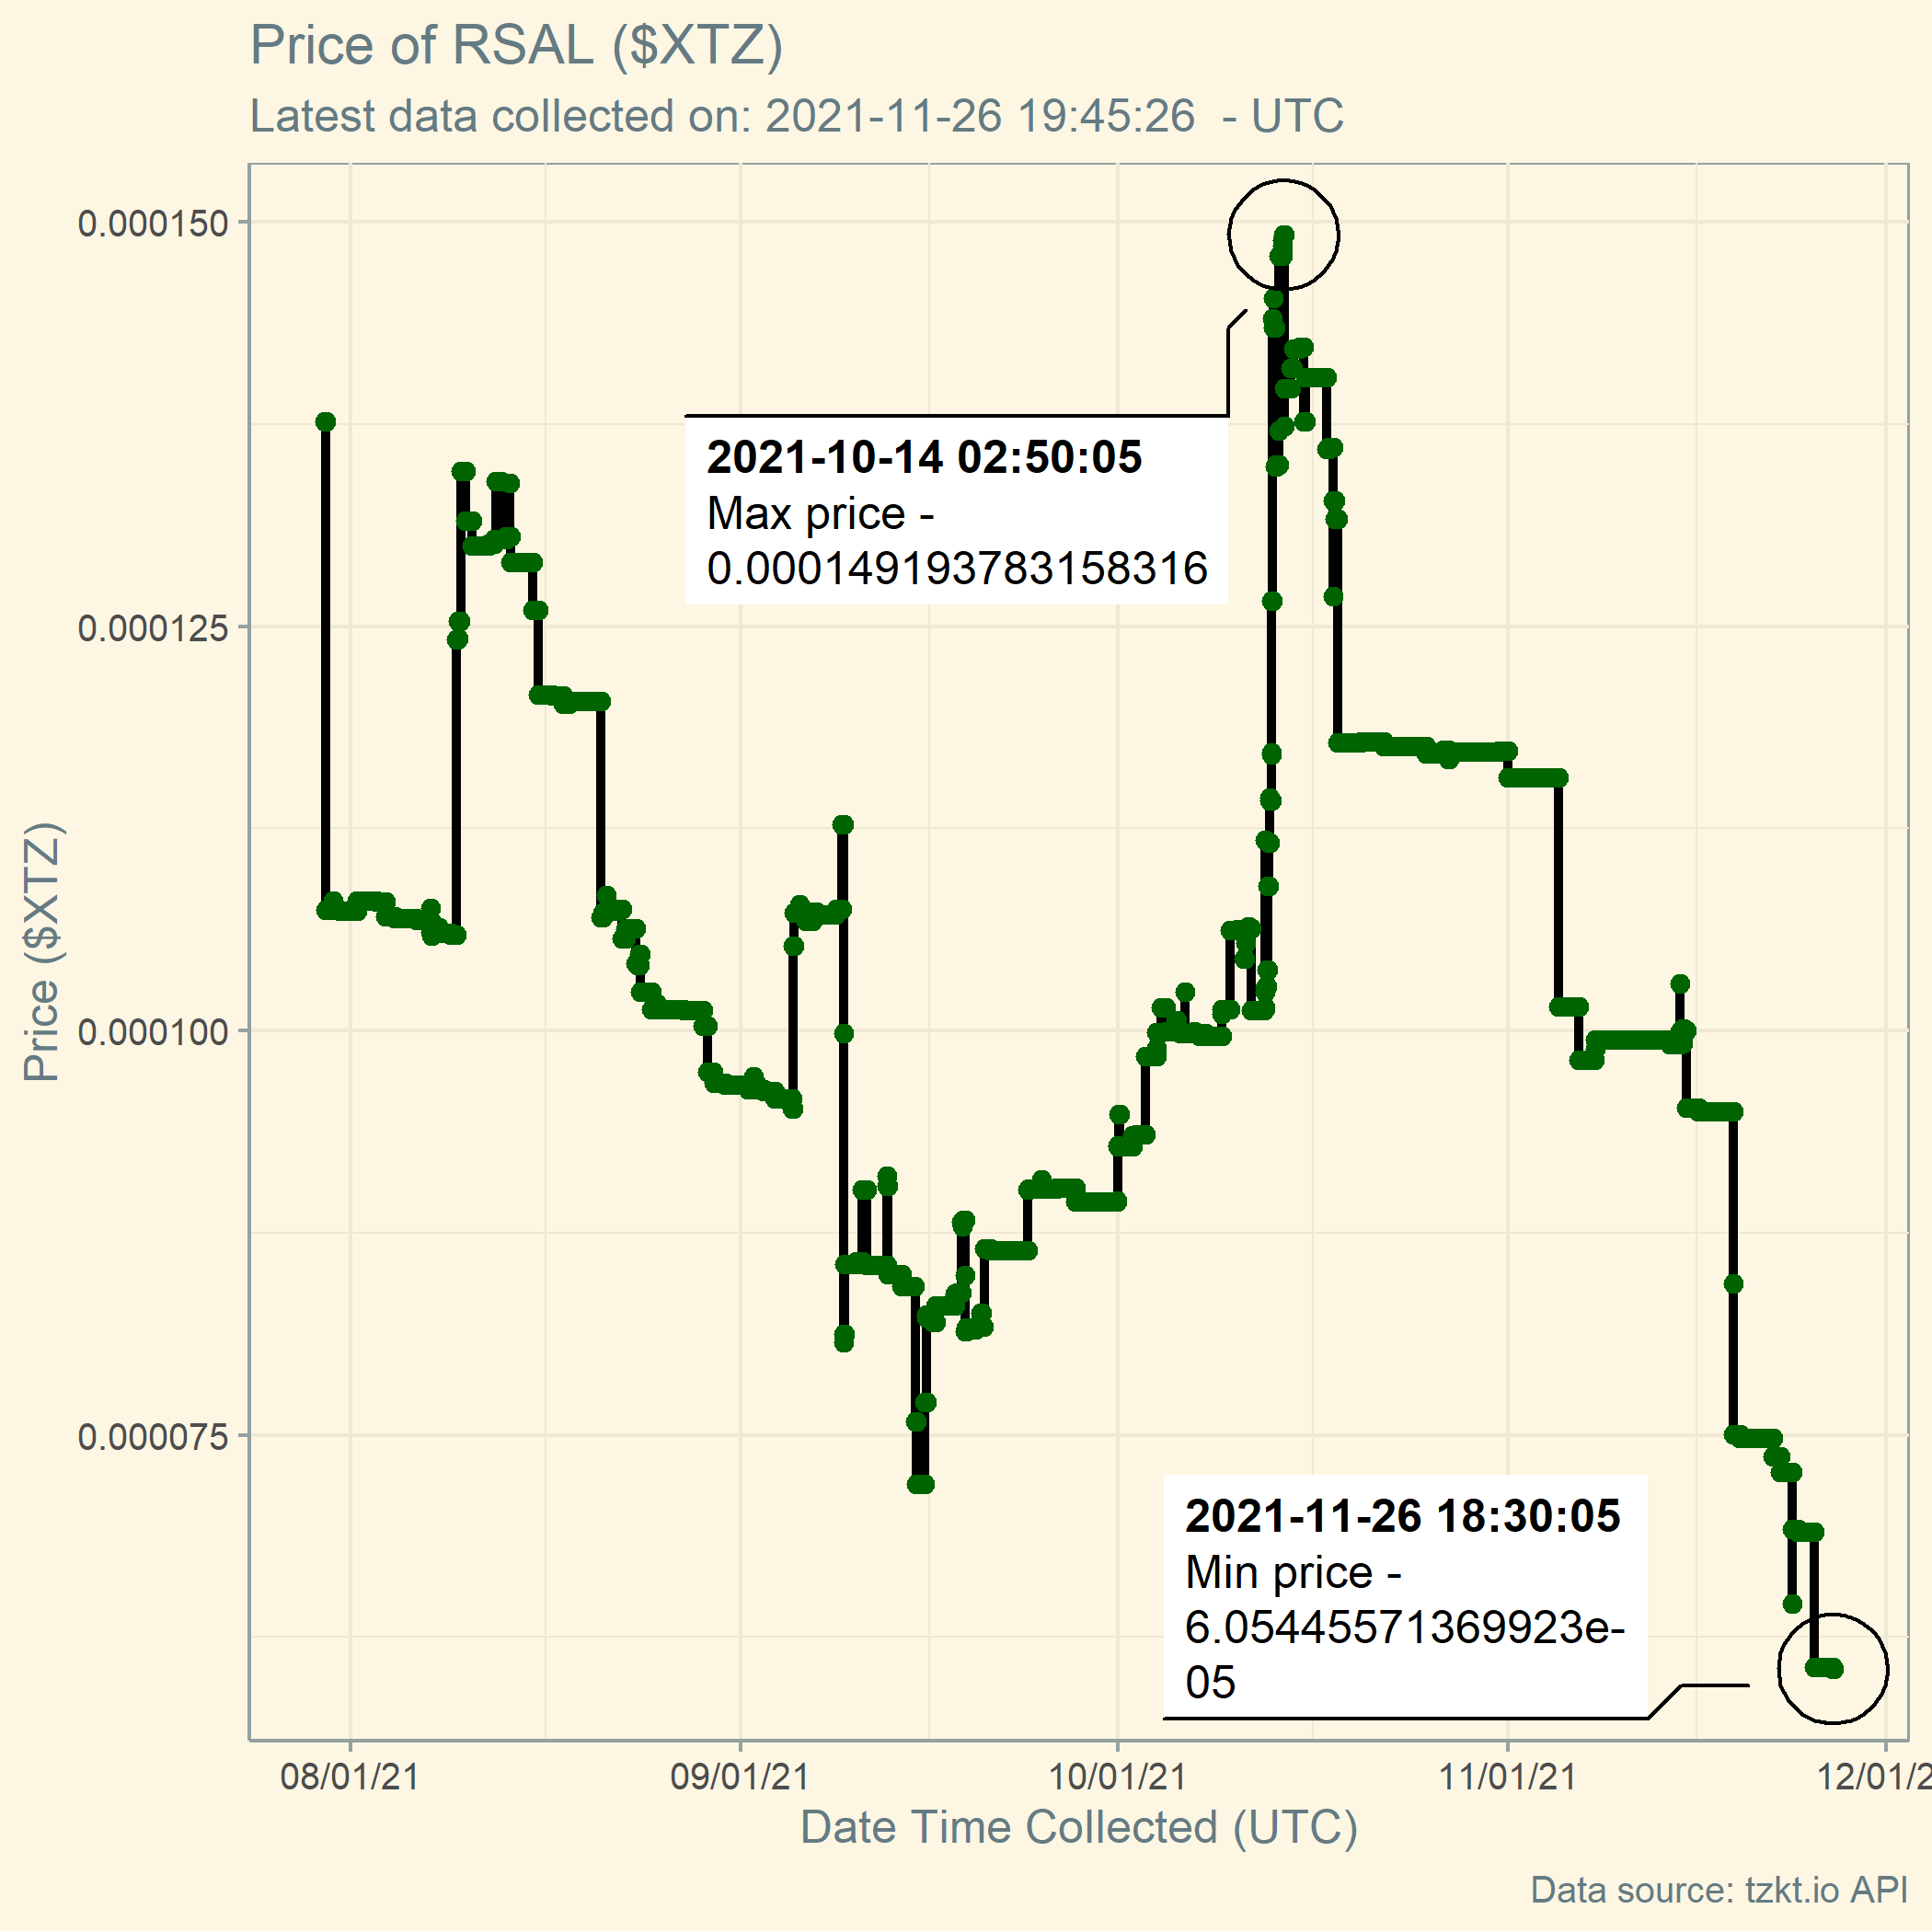 Price of RSAL ($XTZ)
Latest data collected on: 2021-11-26 19:45:26  - UTC
0.000150
0.000125
0.000100
0.000075
Price ($XTZ)
2021-10-14 02:50:05
Max price -
0.000149193783158316
2021-11-26 18:30:05
Min price -
6.05445571369923e-
05
08/01/21
09/01/21
10/01/21
11/01/21
12/01/2
Date Time Collected (UTC)
Data source: tzkt.io API